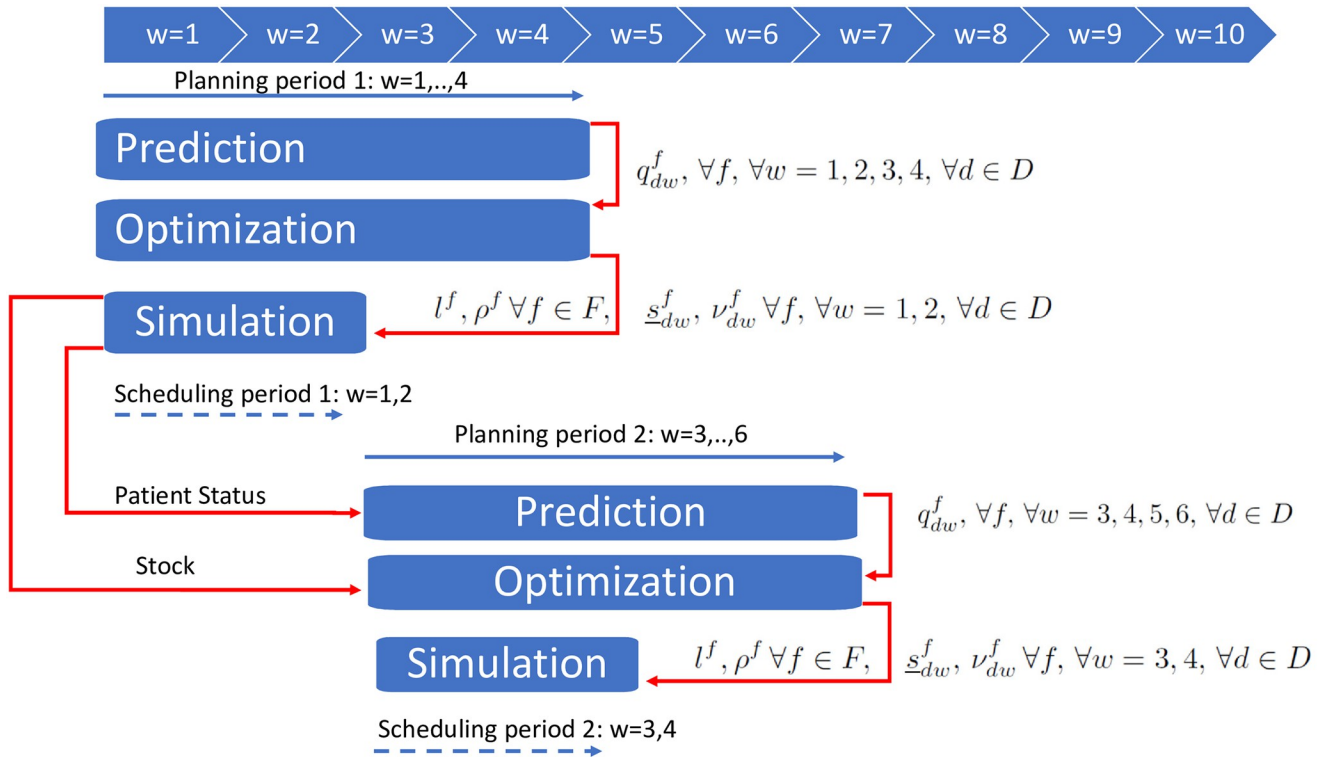 w=1 w=2 w=3 w=4 w=5 w=6 w=7 w=8 w=9 w=10
Planning period 1: w=1,..,4
Prediction
$q^f_{dw}$, ∀f, ∀w = 1, 2, 3, 4, ∀d ∈ D
Optimization
Simulation
$l^f, ρ^f$ ∀f ∈ F, $\underline{s}^f_{dw}$, $ν^f_{dw}$ ∀f, ∀w = 1, 2, ∀d ∈ D
Scheduling period 1: w=1,2
Planning period 2: w=3,..,6
Patient Status
Prediction
$q^f_{dw}$, ∀f, ∀w = 3, 4, 5, 6, ∀d ∈ D
Stock
Optimization
Simulation
$l^f, ρ^f$ ∀f ∈ F, $\underline{s}^f_{dw}$, $ν^f_{dw}$ ∀f, ∀w = 3, 4, ∀d ∈ D
Scheduling period 2: w=3,4